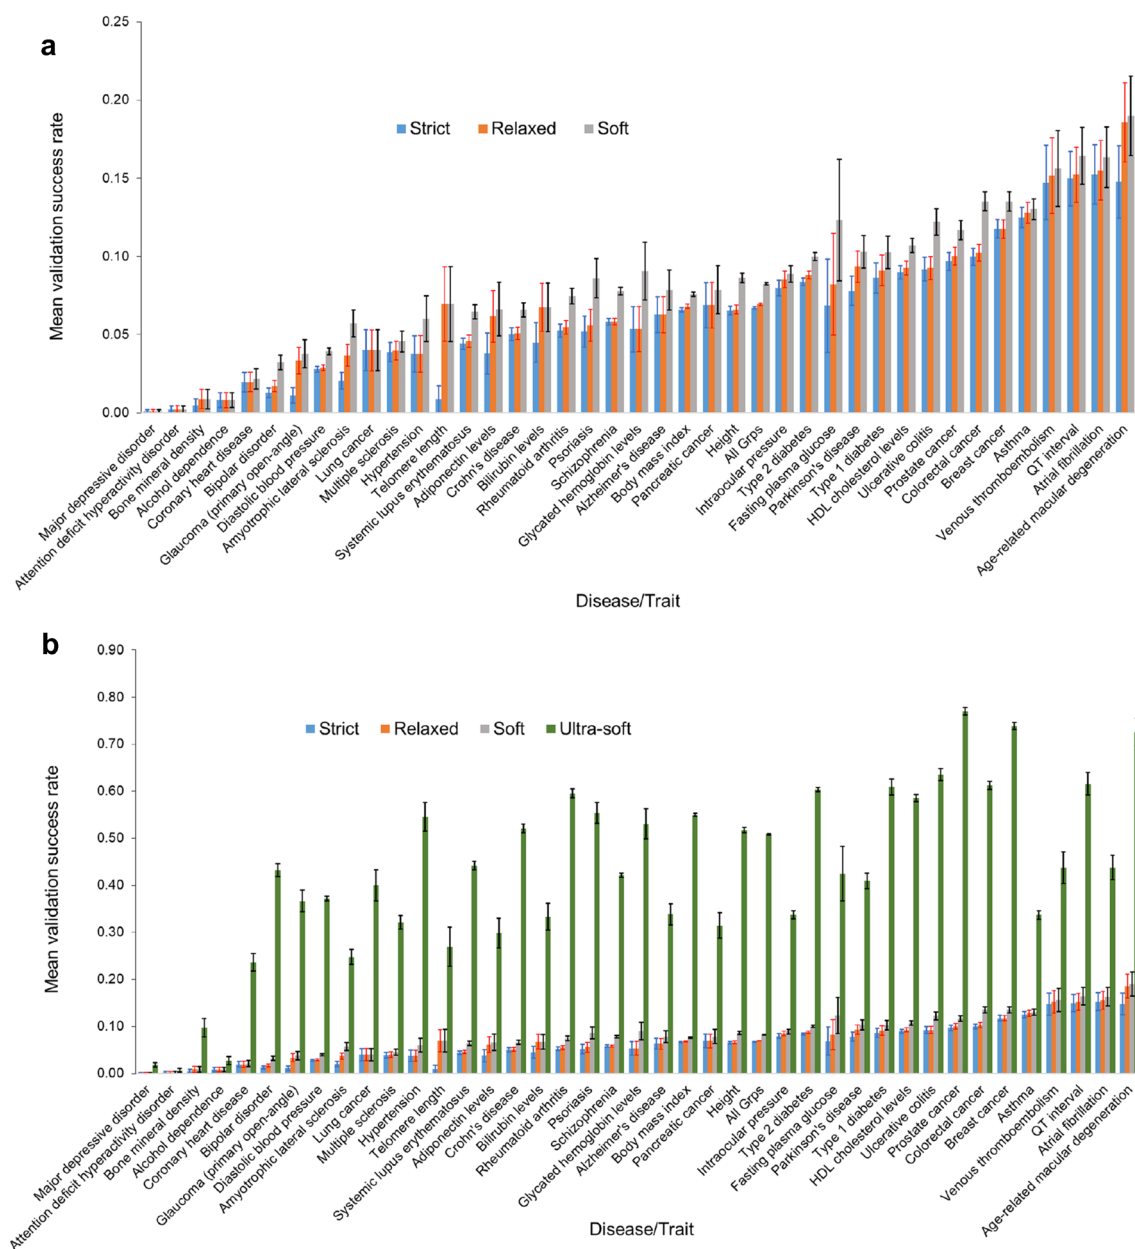 a
0.25
0.20
0.15
0.10
0.05
0.00
Mean validation success rate
Strict Relaxed Soft
Major depressive disorder
Attention deficit hyperactivity disorder
Bone mineral density
Alcohol dependence
Coronary heart disease
Bipolar disorder
Glaucoma (primary open-angle)
Diastolic blood pressure
Amyotrophic lateral sclerosis
Lung cancer
Multiple sclerosis
Hypertension
Telomere length
Systemic lupus erythematosus
Adiponectin levels
Crohn's disease
Bilirubin levels
Rheumatoid arthritis
Psoriasis
Schizophrenia
Glycated hemoglobin levels
Alzheimer's disease
Body mass index
Pancreatic cancer
Height
All Grps
Intraocular pressure
Type 2 diabetes
Fasting plasma glucose
Parkinson's disease
Type 1 diabetes
HDL cholesterol levels
Ulcerative colitis
Prostate cancer
Colorectal cancer
Breast cancer
Asthma
Venous thromboembolism
QT interval
Atrial fibrillation
Age-related macular degeneration
Disease/Trait
b
0.90
0.80
0.70
0.60
0.50
0.40
0.30
0.20
0.10
0.00
Mean validation success rate
Strict Relaxed Soft Ultra-soft
Major depressive disorder
Attention deficit hyperactivity disorder
Bone mineral density
Alcohol dependence
Coronary heart disease
Bipolar disorder
Glaucoma (primary open-angle)
Diastolic blood pressure
Amyotrophic lateral sclerosis
Lung cancer
Multiple sclerosis
Hypertension
Telomere length
Systemic lupus erythematosus
Adiponectin levels
Crohn's disease
Bilirubin levels
Rheumatoid arthritis
Psoriasis
Schizophrenia
Glycated hemoglobin levels
Alzheimer's disease
Body mass index
Pancreatic cancer
Height
All Grps
Intraocular pressure
Type 2 diabetes
Fasting plasma glucose
Parkinson's disease
Type 1 diabetes
HDL cholesterol levels
Ulcerative colitis
Prostate cancer
Colorectal cancer
Breast cancer
Asthma
Venous thromboembolism
QT interval
Atrial fibrillation
Age-related macular degeneration
Disease/Trait